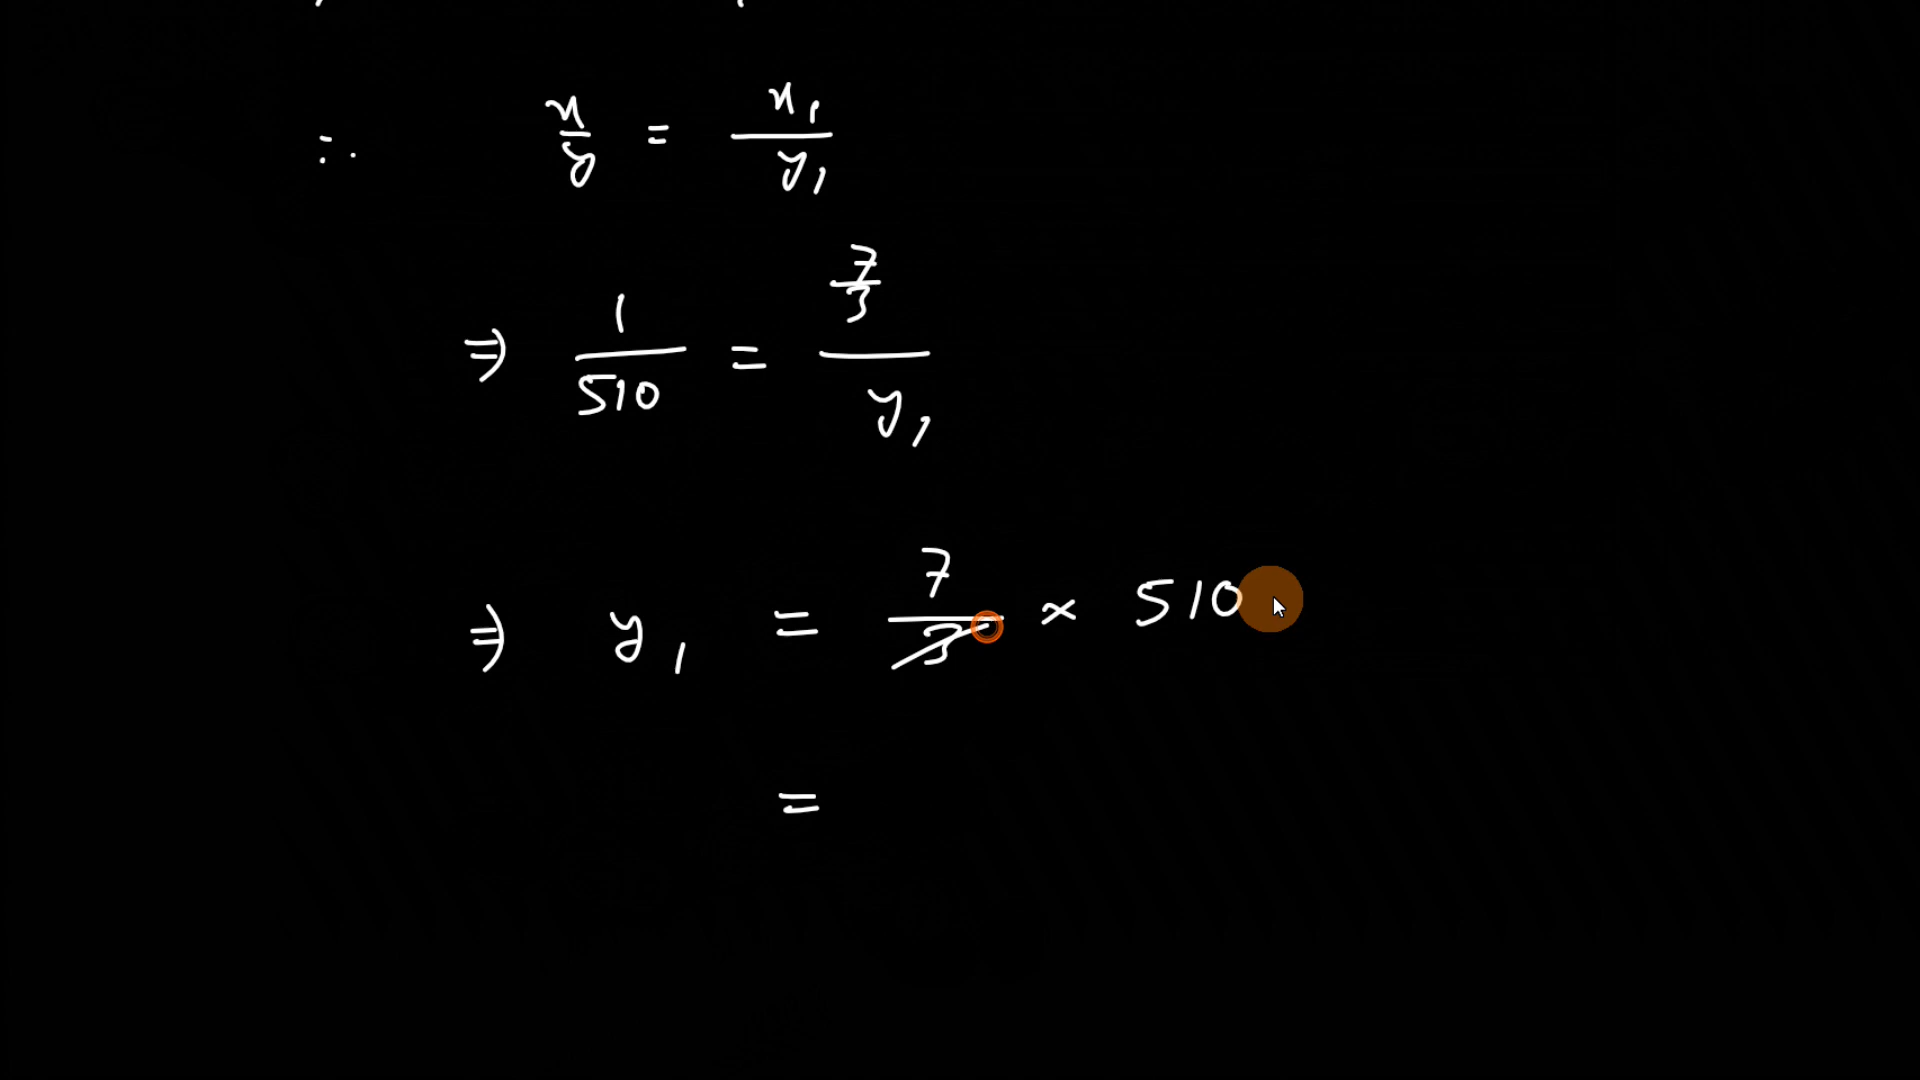 ∴ x/y = x₁/y₁
⇒ 1/510 = (7/3)/y₁
⇒ y₁ = 7/3 × 510
=